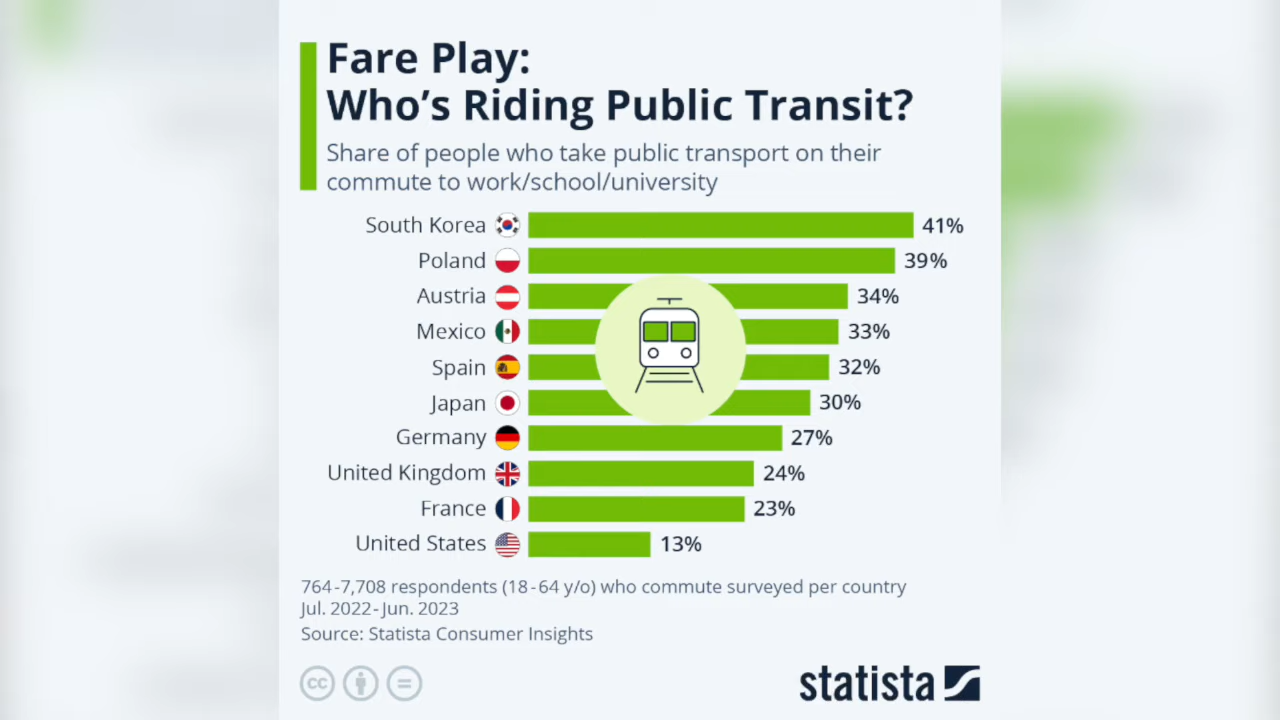 Fare Play:
Who's Riding Public Transit?
Share of people who take public transport on their
commute to work/school/university
South Korea 41%
Poland 39%
Austria 34%
Mexico 33%
Spain 32%
Japan 30%
Germany 27%
United Kingdom 24%
France 23%
United States 13%
764-7,708 respondents (18-64 y/o) who commute surveyed per country
Jul. 2022-Jun. 2023
Source: Statista Consumer Insights
cc
statista